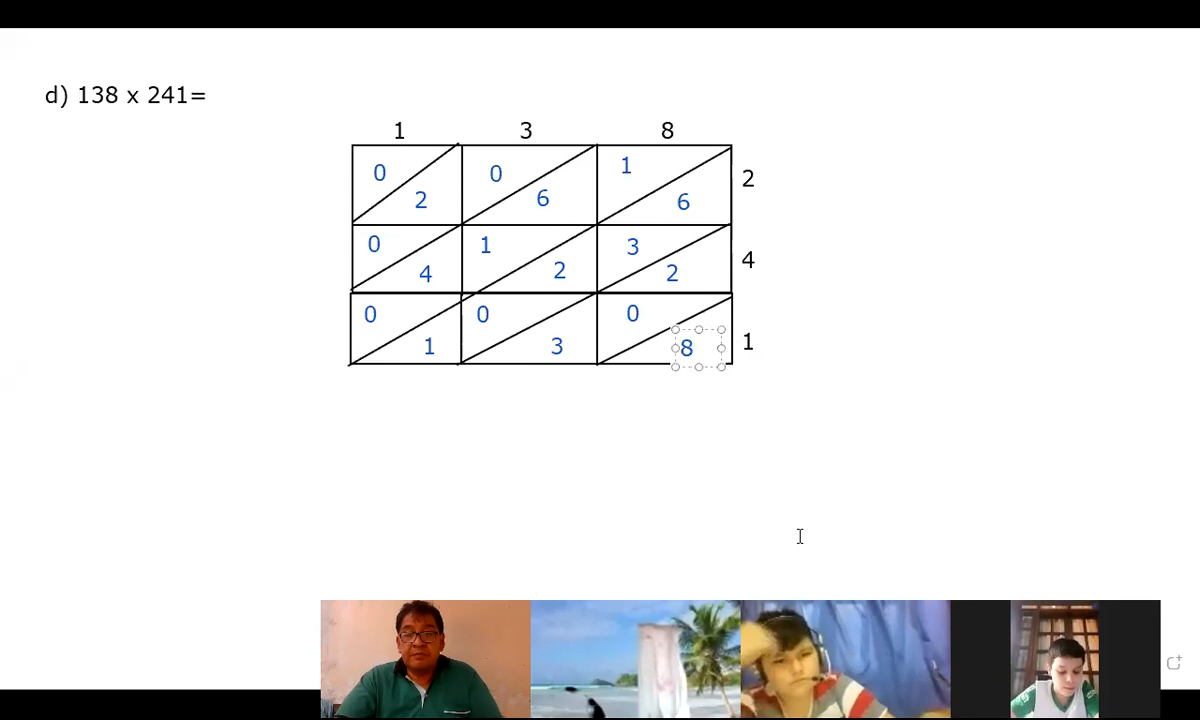 d) 138 x 241=
1 3 8
0 0 1 2
2 6 6
0 1 3 4
4 2 2
0 0 0 1
1 3 8